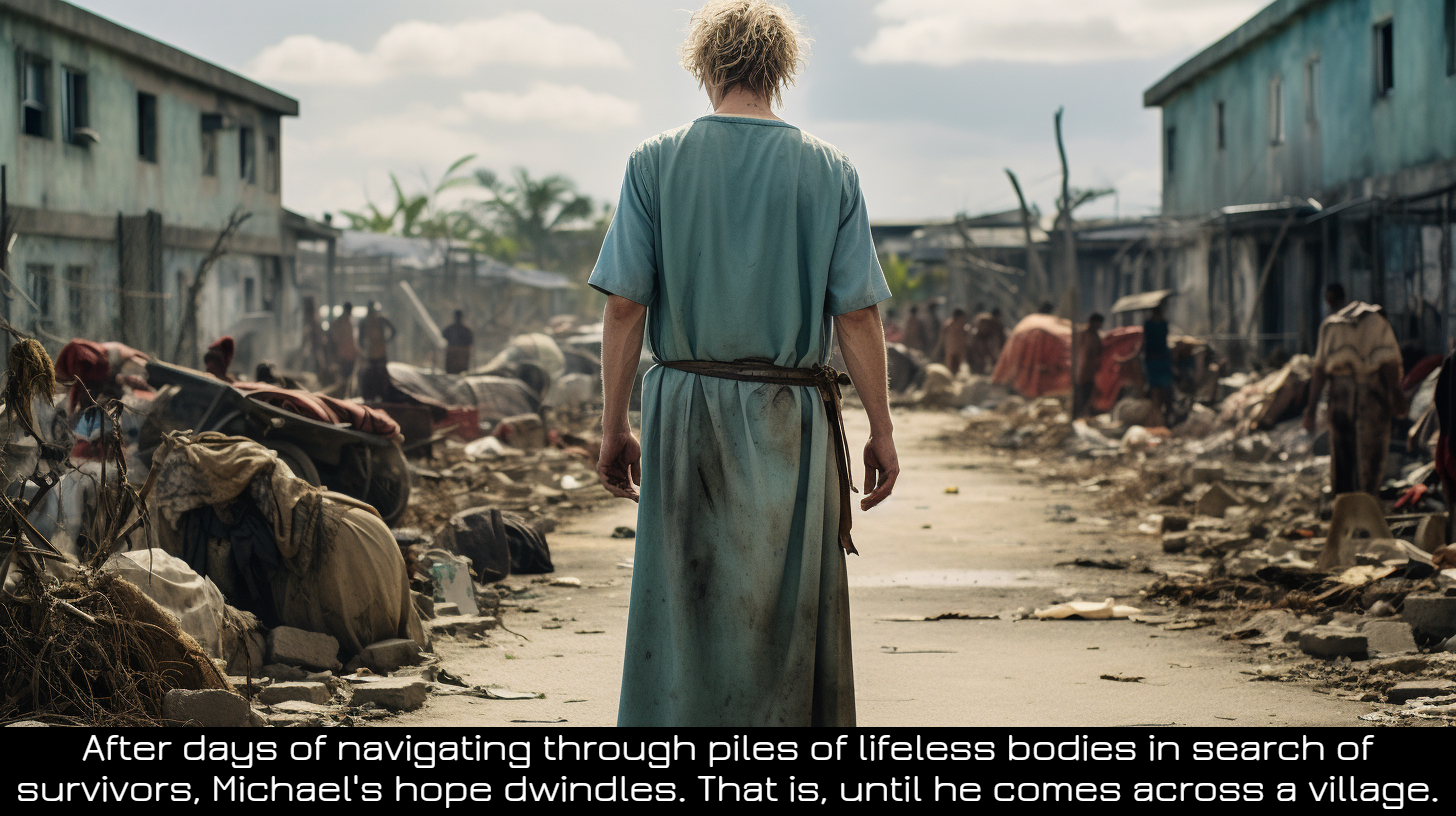 After days of navigating through piles of lifeless bodies in search of
survivors, Michael's hope dwindles. That is, until he comes across a village.